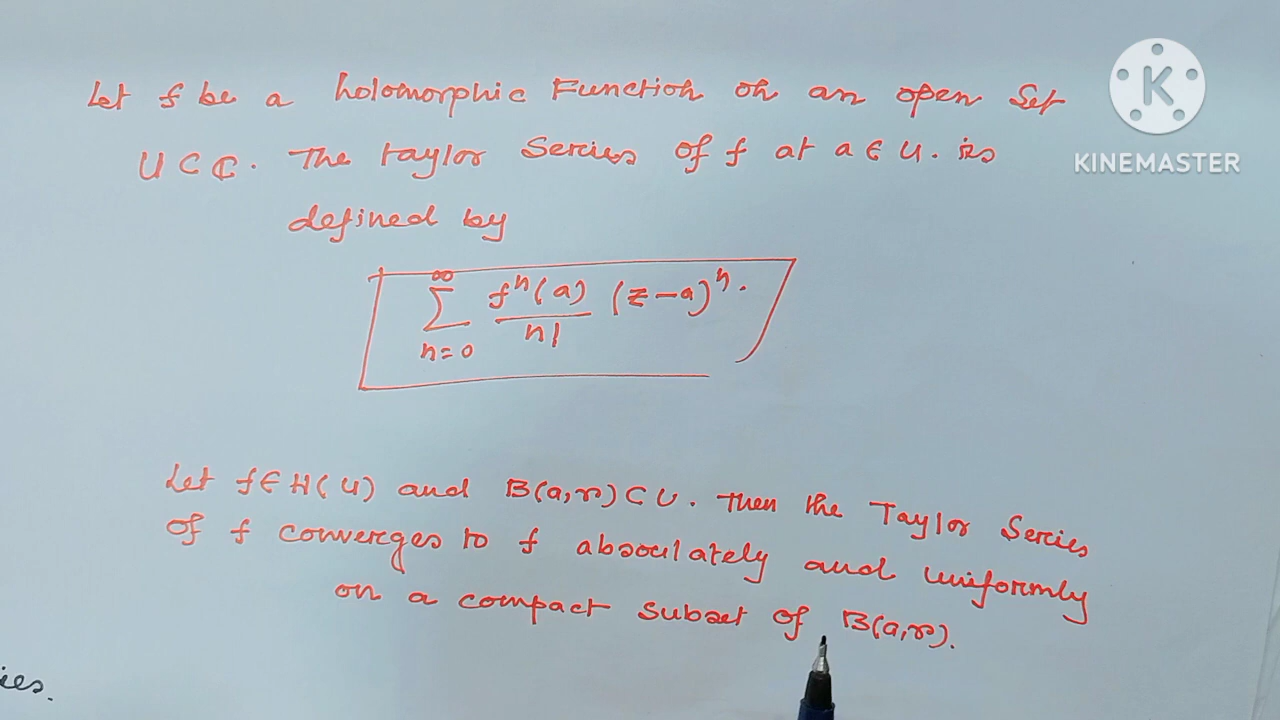 Let f be a holomorphic Function on an open Set
U ⊂ ℂ. The taylor Series of f at a ∈ U. is
defined by
∞
∑ fⁿ(a)/n! (z-a)ⁿ.
n=0
Let f ∈ H(U) and B(a,r) ⊂ U. Then the Taylor Series
of f converges to f absoulately and uniformly
on a compact subset of B(a,r).
ies.
K
KINEMASTER